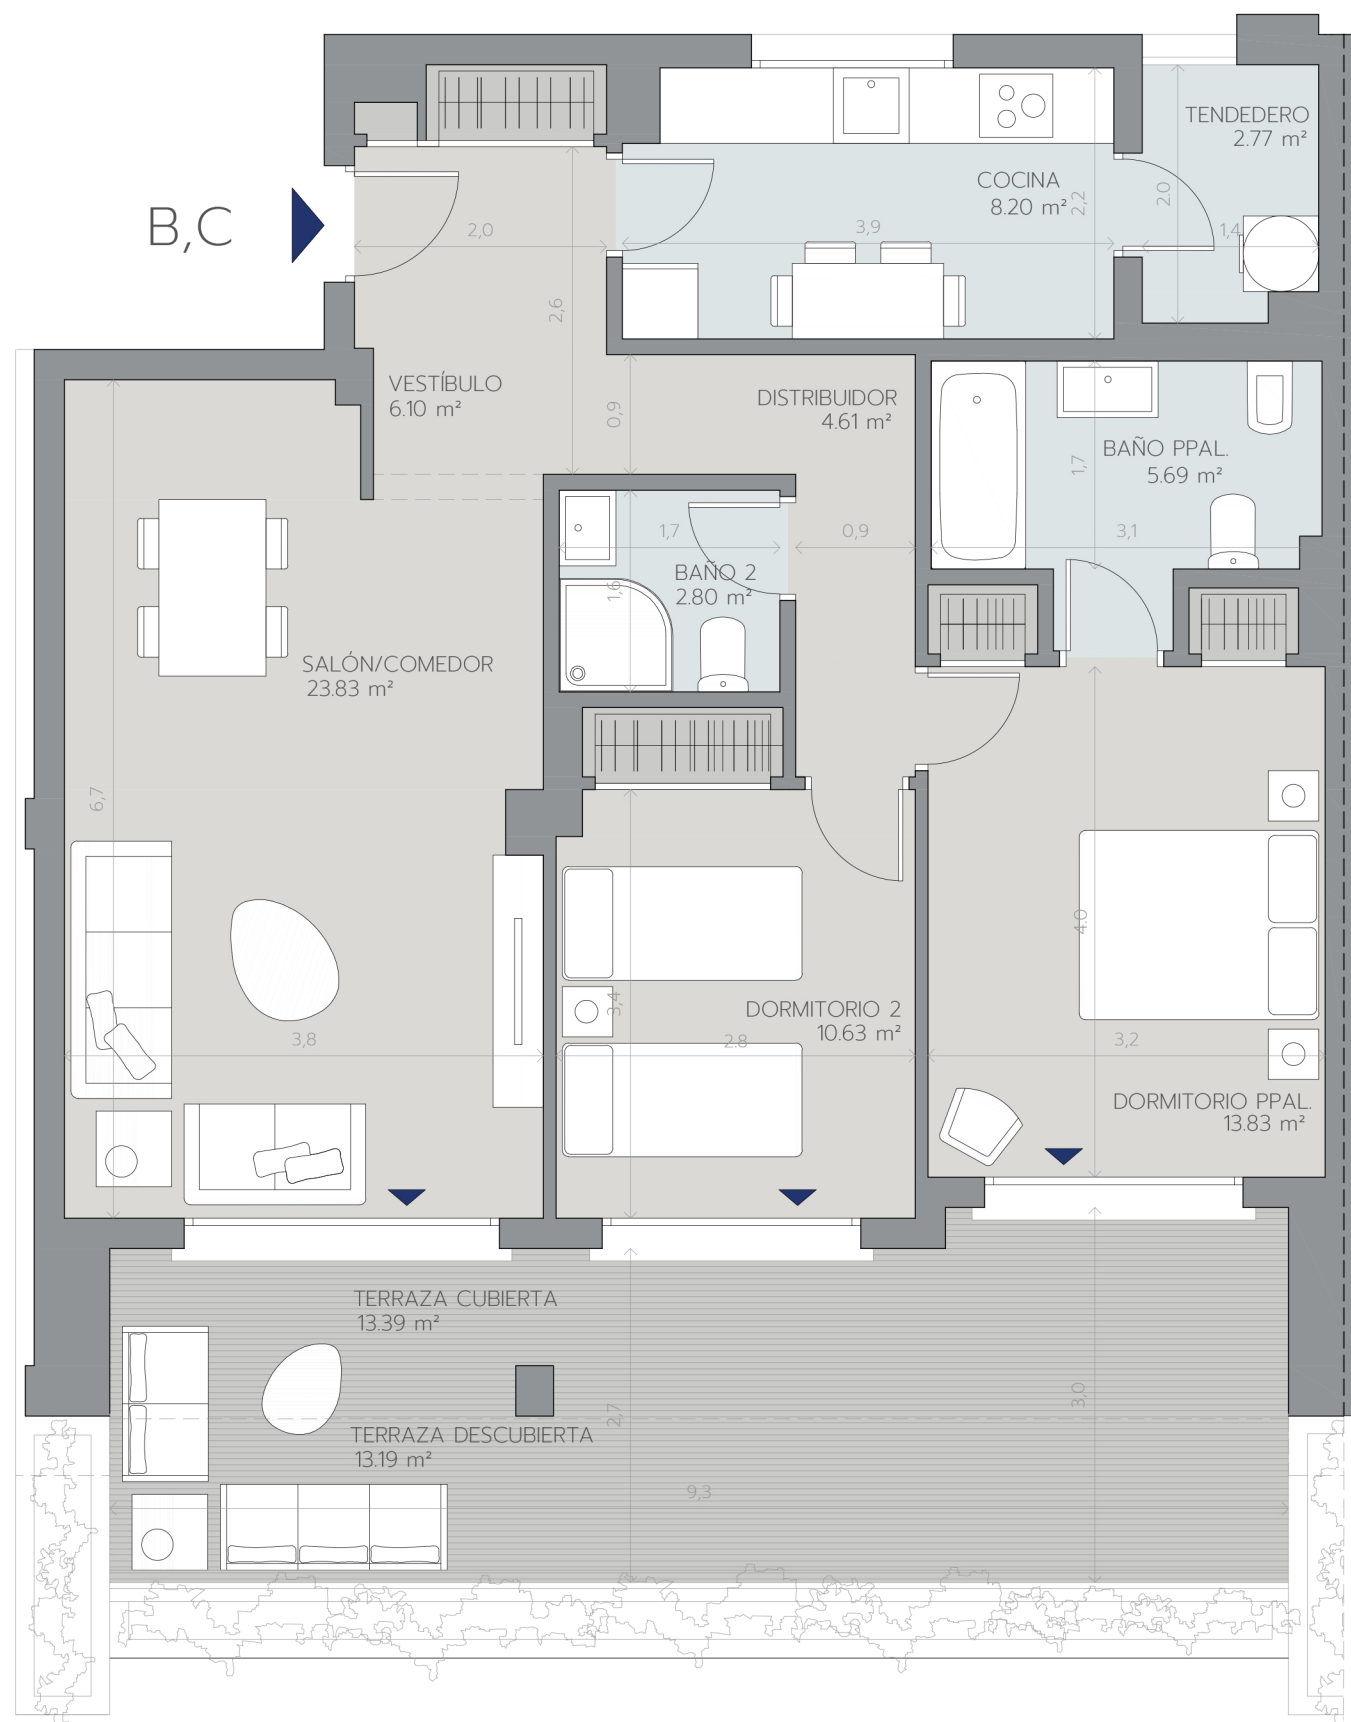 TENDEDERO
2.77 m²
COCINA
8.20 m²
2,2
2.0
B,C
2,0
3,9
1,4
2,6
VESTÍBULO
6.10 m²
DISTRIBUIDOR
4.61 m²
0,9
BAÑO PPAL.
5.69 m²
1,7
1,7
0,9
3,1
BAÑO 2
2.80 m²
1,6
SALÓN/COMEDOR
23.83 m²
6,7
4.0
3,4
DORMITORIO 2
10.63 m²
3,8
2.8
3,2
DORMITORIO PPAL.
13.83 m²
TERRAZA CUBIERTA
13.39 m²
2,7
3,0
TERRAZA DESCUBIERTA
13.19 m²
9,3